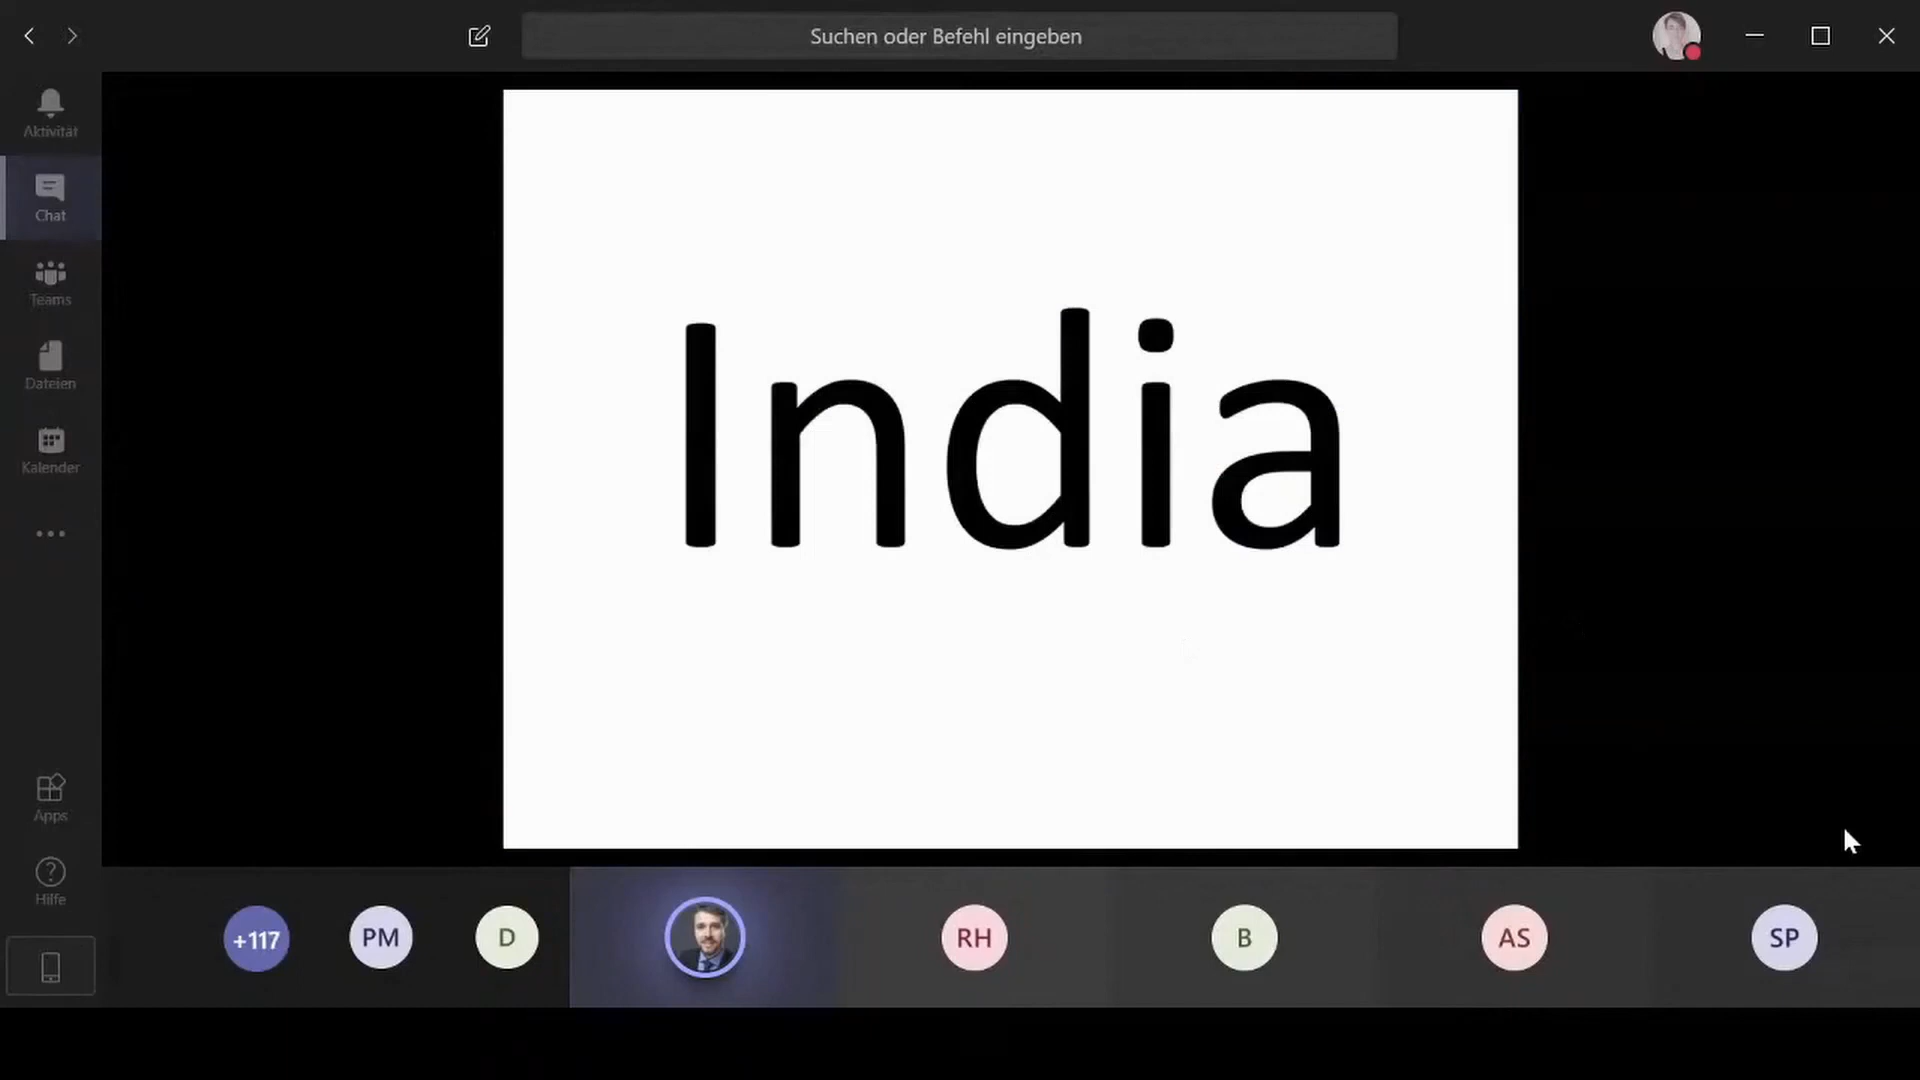 Suchen oder Befehl eingeben
Aktivität
Chat
Teams
Dateien
Kalender
Apps
Hilfe
India
+117
PM
D
RH
B
AS
SP